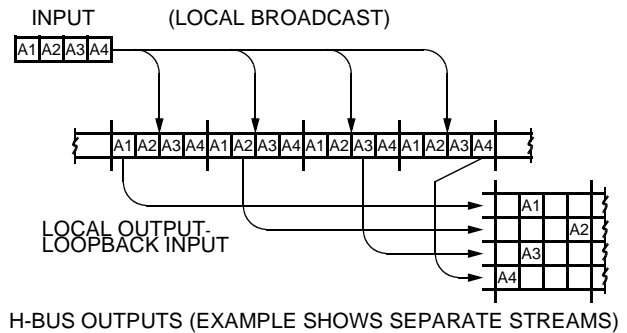 INPUT (LOCAL BROADCAST)
A1 A2 A3 A4
A1 A2 A3 A4 A1 A2 A3 A4 A1 A2 A3 A4 A1 A2 A3 A4
A1
LOCAL OUTPUT-
A2
LOOPBACK INPUT
A3
A4
H-BUS OUTPUTS (EXAMPLE SHOWS SEPARATE STREAMS)